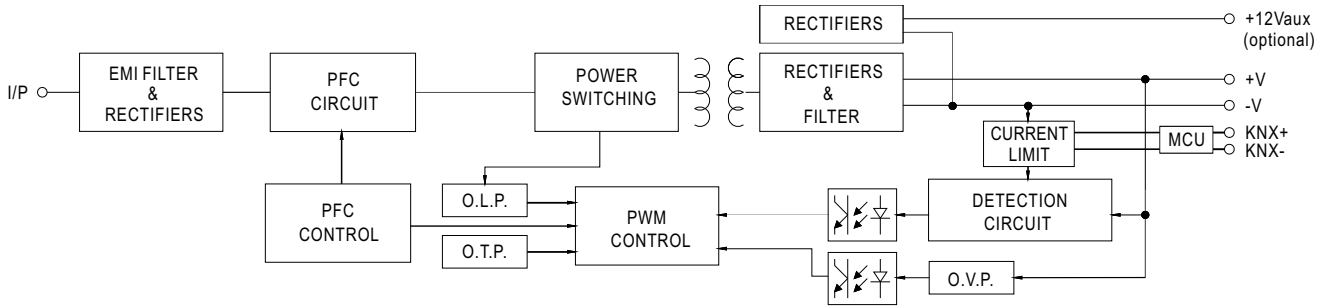 I/P
EMI FILTER
&
RECTIFIERS
PFC
CIRCUIT
POWER
SWITCHING
RECTIFIERS
RECTIFIERS
&
FILTER
+12Vaux
(optional)
+V
-V
CURRENT
LIMIT
MCU
KNX+
KNX-
PFC
CONTROL
O.L.P.
O.T.P.
PWM
CONTROL
DETECTION
CIRCUIT
O.V.P.